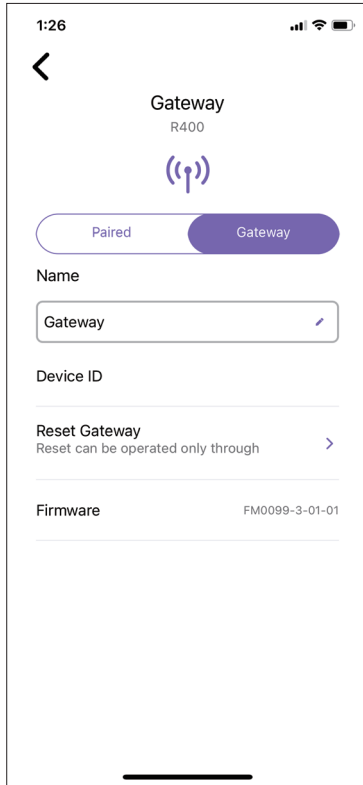 1:26
Gateway
R400
Paired
Gateway
Name
Gateway
Device ID
Reset Gateway
Reset can be operated only through
Firmware
FM0099-3-01-01